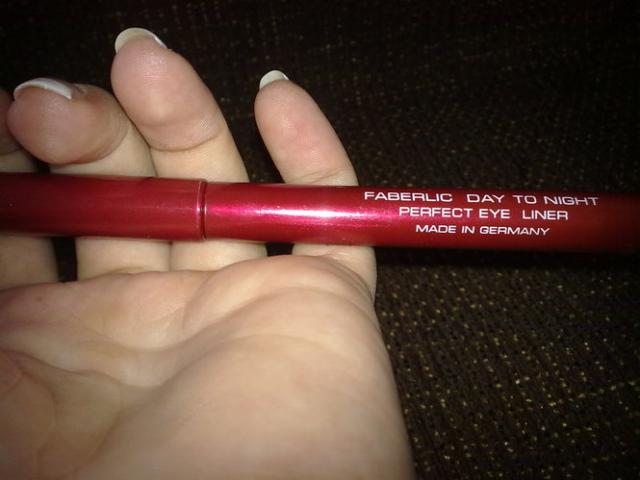 FABERLIC DAY TO NIGHT
PERFECT EYE LINER
MADE IN GERMANY